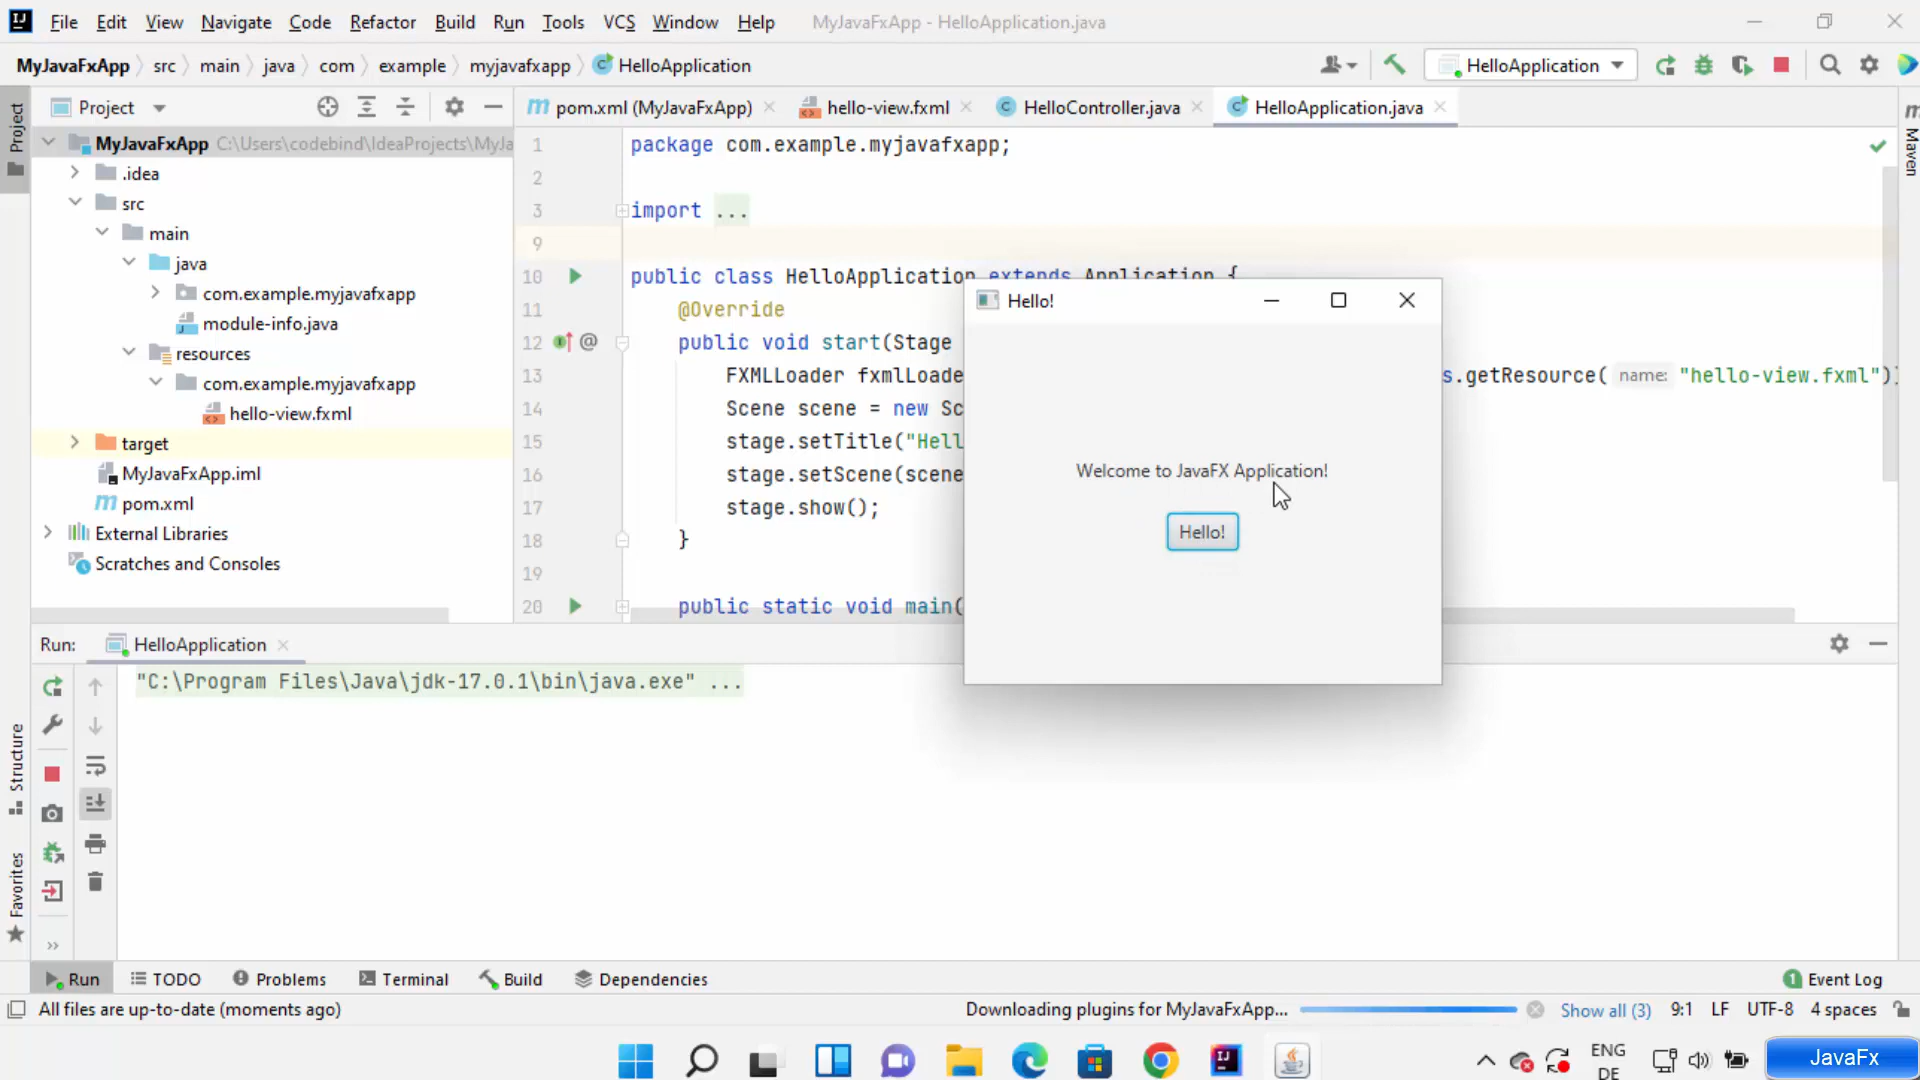 File Edit View Navigate Code Refactor Build Run Tools VCS Window Help MyJavaFxApp - HelloApplication.java
MyJavaFxApp src main java com example myjavafxapp HelloApplication HelloApplication
Project
Project
pom.xml (MyJavaFxApp) hello-view.fxml HelloController.java HelloApplication.java
Maven
MyJavaFxApp C:\Users\codebind\IdeaProjects\MyJa
.idea
src
main
java
com.example.myjavafxapp
module-info.java
resources
com.example.myjavafxapp
hello-view.fxml
target
MyJavaFxApp.iml
pom.xml
External Libraries
Scratches and Consoles
1 package com.example.myjavafxapp;
2
3 import ...
9
10 public class HelloApplication extends Application {
11 @Override
12 @ public void start(Stage
13 FXMLLoader fxmlLoade s.getResource( name: "hello-view.fxml")
14 Scene scene = new Sc
15 stage.setTitle("Hell
16 stage.setScene(scene
17 stage.show();
18 }
19
20 public static void main(
Hello!
Welcome to JavaFX Application!
Hello!
Run: HelloApplication
"C:\Program Files\Java\jdk-17.0.1\bin\java.exe" ...
Structure
Favorites
Run TODO Problems Terminal Build Dependencies 1 Event Log
All files are up-to-date (moments ago) Downloading plugins for MyJavaFxApp... Show all (3) 9:1 LF UTF-8 4 spaces
ENG
DE
JavaFx